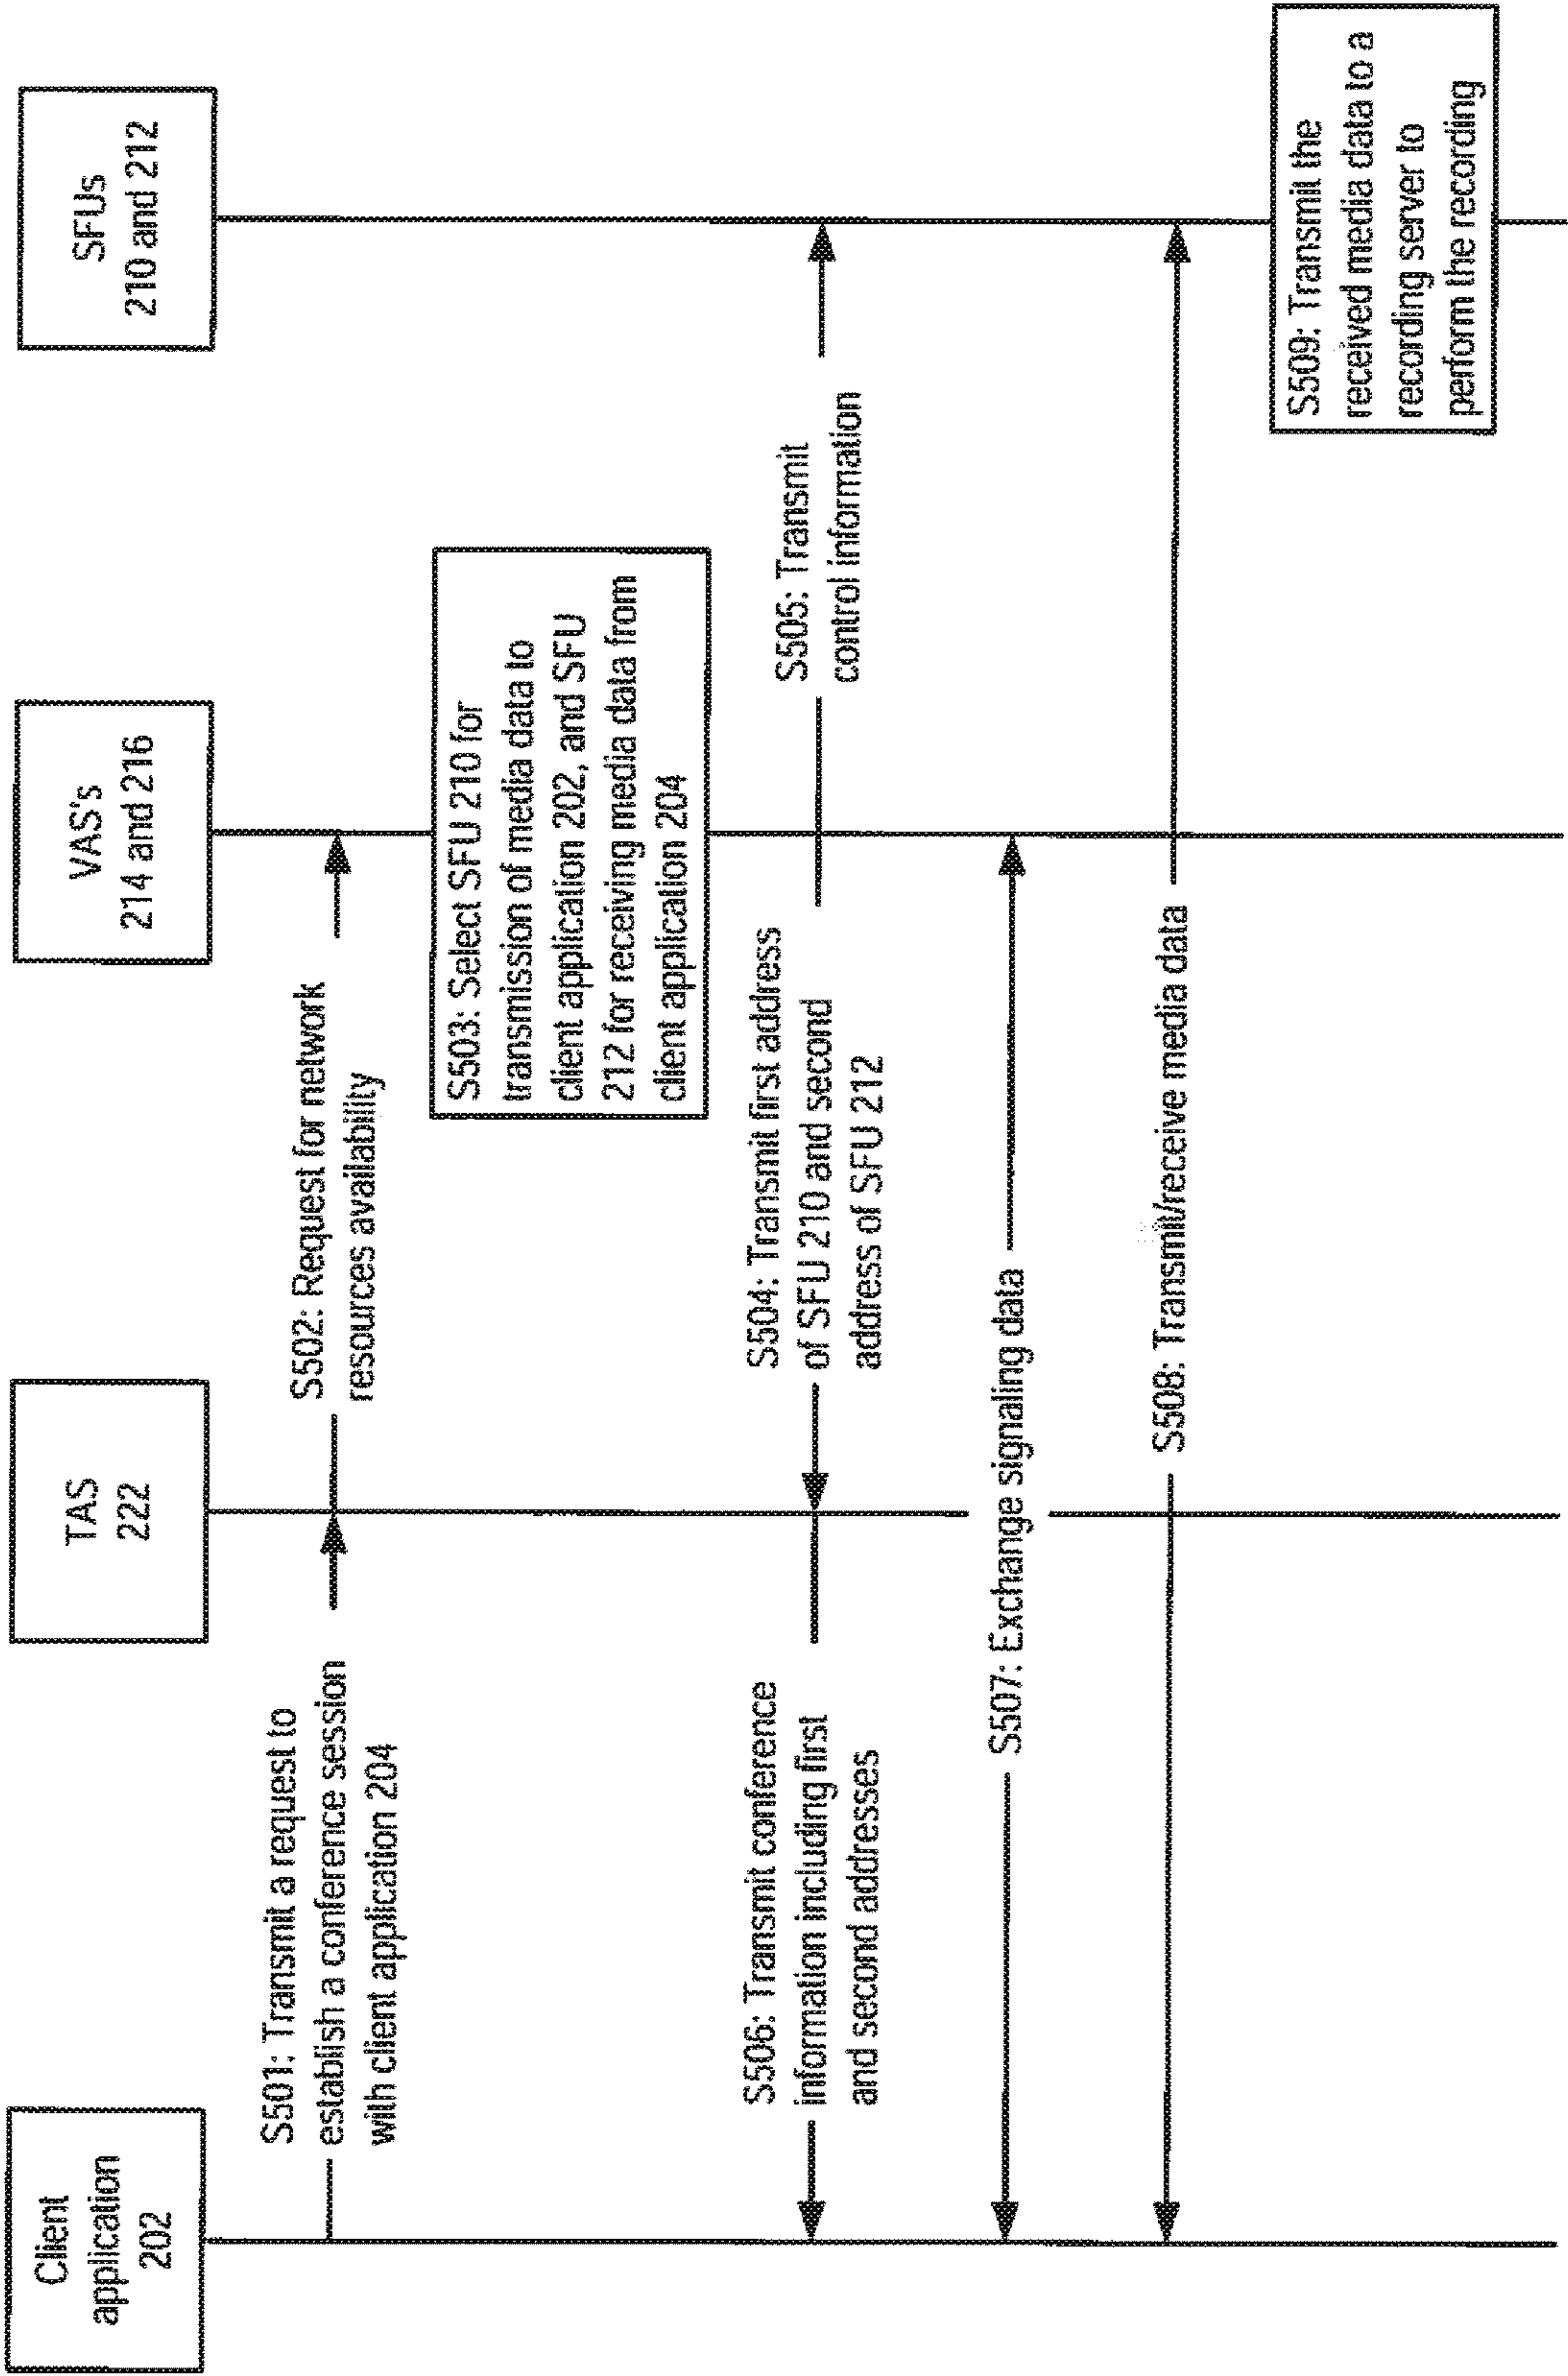 Client
application
202
TAS
222
VAS's
214 and 216
SFUs
210 and 212
S501: Transmit a request to
establish a conference session
with client application 204
S502: Request for network
resources availability
S503: Select SFU 210 for
transmission of media data to
client application 202, and SFU
212 for receiving media data from
client application 204
S504: Transmit first address
of SFU 210 and second
address of SFU 212
S505: Transmit
control information
S506: Transmit conference
information including first
and second addresses
S507: Exchange signaling data
S508: Transmit/receive media data
S509: Transmit the
received media data to a
recording server to
perform the recording